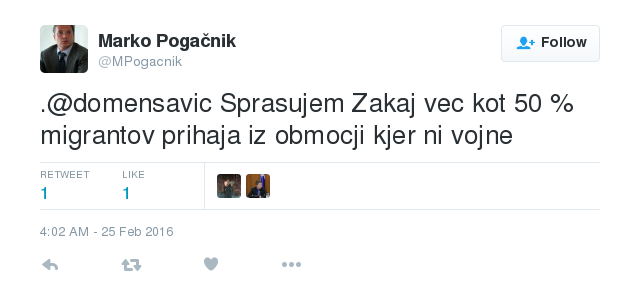 Marko Pogačnik
@MPogacnik
Follow
.@domensavic Sprasujem Zakaj vec kot 50 %
migrantov prihaja iz obmocji kjer ni vojne
RETWEET LIKE
1 1
4:02 AM - 25 Feb 2016